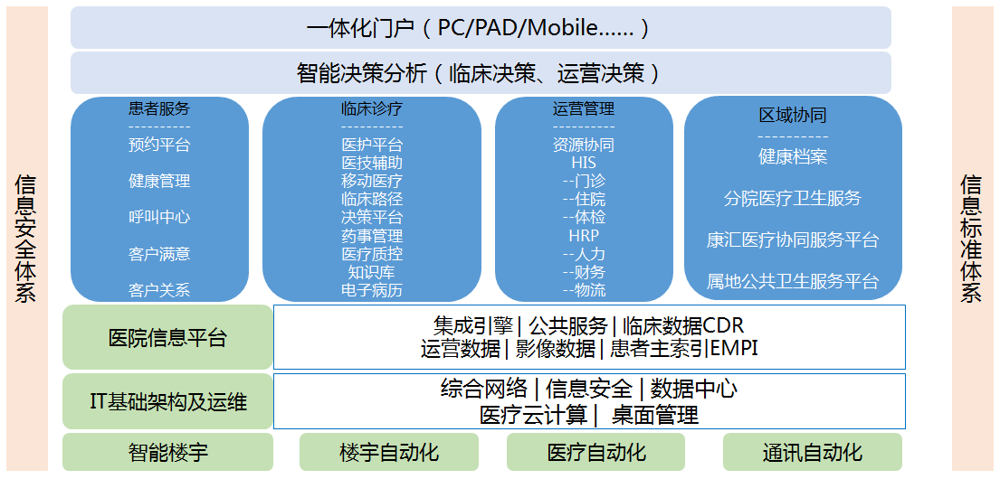 一体化门户（PC/PAD/Mobile……）
智能决策分析（临床决策、运营决策）
患者服务
----------
预约平台
健康管理
呼叫中心
客户满意
客户关系
临床诊疗
----------
医护平台
医技辅助
移动医疗
临床路径
决策平台
药事管理
医疗质控
知识库
电子病历
运营管理
----------
资源协同
HIS
--门诊
--住院
--体检
HRP
--人力
--财务
--物流
区域协同
----------
健康档案
分院医疗卫生服务
康汇医疗协同服务平台
属地公共卫生服务平台
信息安全体系
信息标准体系
医院信息平台
集成引擎 | 公共服务 | 临床数据CDR
运营数据 | 影像数据 | 患者主索引EMPI
IT基础架构及运维
综合网络 | 信息安全 | 数据中心
医疗云计算 | 桌面管理
智能楼宇
楼宇自动化
医疗自动化
通讯自动化